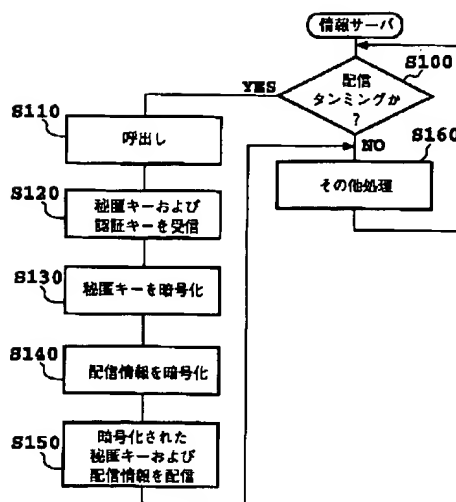 情報サーバ
S100
配信
タンミングか
?
YES
NO
S110
呼出し
S160
その他処理
S120
秘匿キーおよび
認証キーを受信
S130
秘匿キーを暗号化
S140
配信情報を暗号化
S150
暗号化された
秘匿キーおよび
配信情報を配信